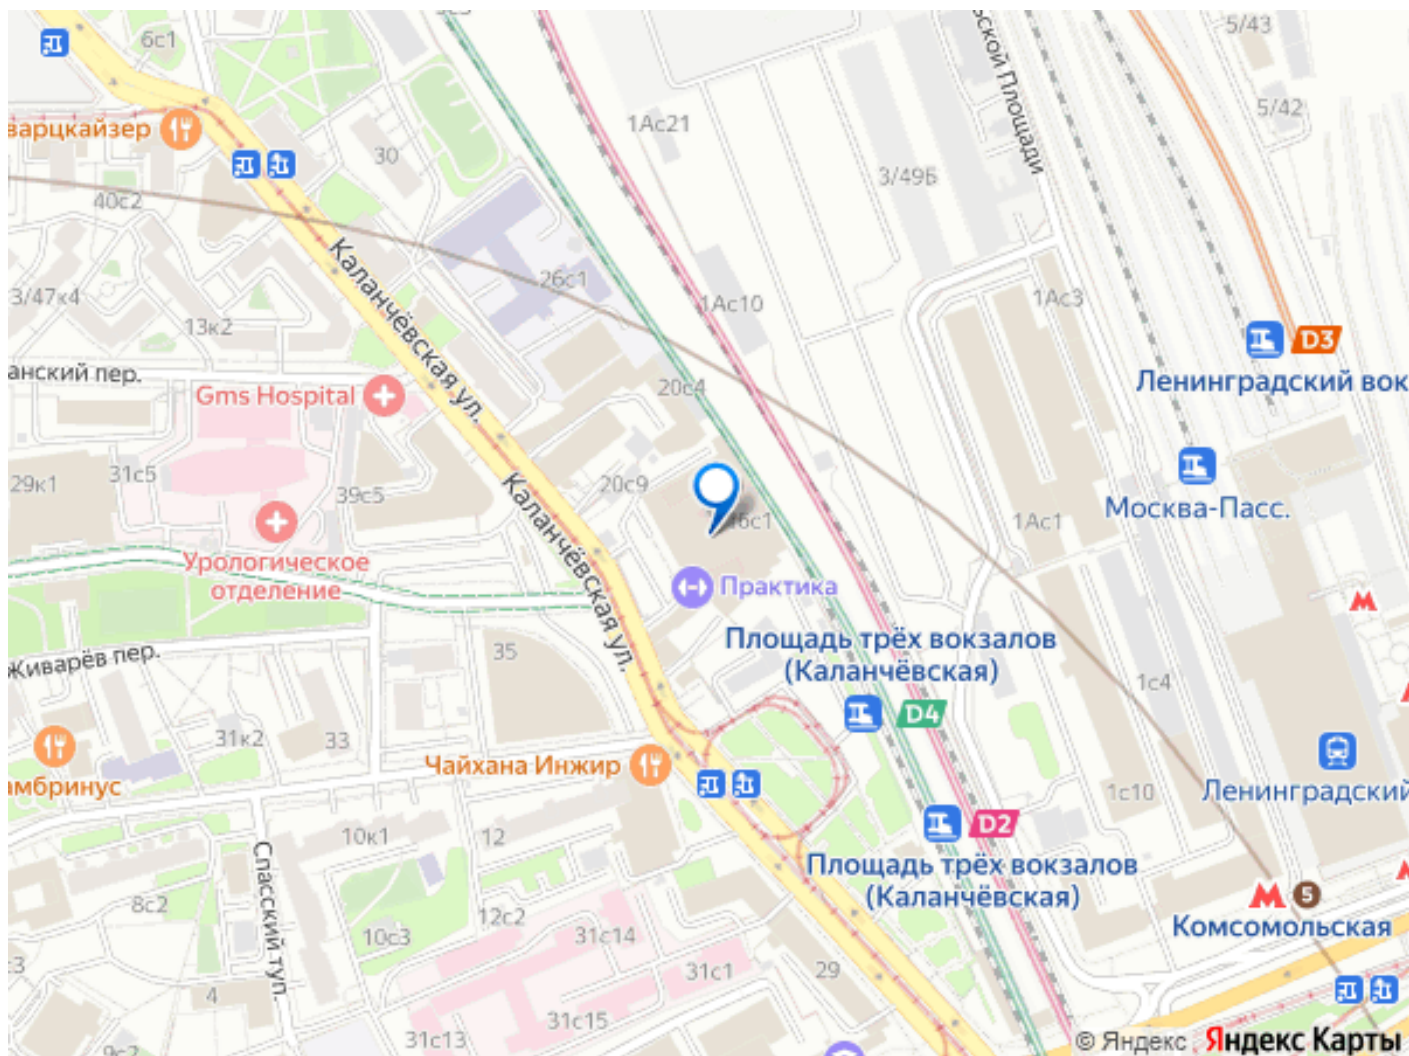 6с1
5/43
ьской Площади
5/42
варцкайзер
1Ас21
30
3/49Б
40с2
Каланчёвская ул.
26с1
3/47к4
1Ас10
1Ас3
13к2
D3
анский пер.
Ленинградский вок
20с4
Gms Hospital
31с5
29к1
39с5
20с9
Каланчёвская ул.
Москва-Пасс.
1Ас1
6с1
Урологическое
отделение
Практика
Площадь трёх вокзалов
(Каланчёвская)
Живарёв пер.
35
1с4
D4
31к2
33
Чайхана Инжир
амбринус
Ленинградский
1с10
D2
10к1
12
Площадь трёх вокзалов
(Каланчёвская)
Спасский туп.
8с2
12с2
5
Комсомольская
10с3
31с14
31с1
29
4
31с15
31с13
9с2
© Яндекс
Яндекс Карты